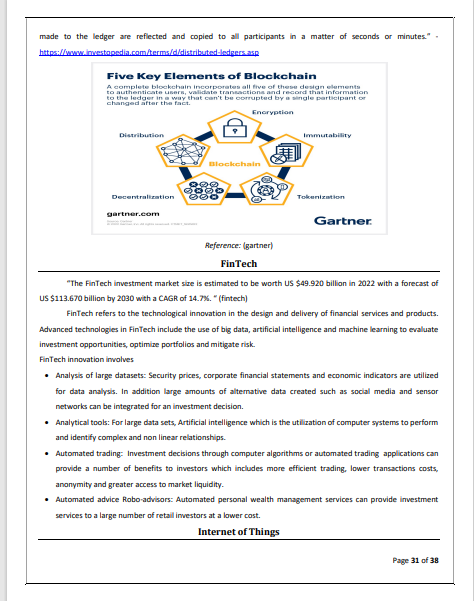 made to the ledger are reflected and copied to all participants in a matter of seconds or minutes.” -
https://www.investopedia.com/terms/d/distributed-ledgers.asp
Five Key Elements of Blockchain
A complete blockchain incorporates all five of these design elements
to authenticate users, validate transactions and record that information
to the ledger in a way that can't be corrupted by a single participant or
changed after the fact.
Encryption
Distribution
Immutability
Blockchain
Decentralization
Tokenization
gartner.com
Gartner
Reference: (gartner)
FinTech
“The FinTech investment market size is estimated to be worth US $49.920 billion in 2022 with a forecast of
US $113.670 billion by 2030 with a CAGR of 14.7%. ” (fintech)
FinTech refers to the technological innovation in the design and delivery of financial services and products.
Advanced technologies in FinTech include the use of big data, artificial intelligence and machine learning to evaluate
investment opportunities, optimize portfolios and mitigate risk.
FinTech innovation involves
• Analysis of large datasets: Security prices, corporate financial statements and economic indicators are utilized
for data analysis. In addition large amounts of alternative data created such as social media and sensor
networks can be integrated for an investment decision.
• Analytical tools: For large data sets, Artificial intelligence which is the utilization of computer systems to perform
and identify complex and non linear relationships.
• Automated trading: Investment decisions through computer algorithms or automated trading applications can
provide a number of benefits to investors which includes more efficient trading, lower transactions costs,
anonymity and greater access to market liquidity.
• Automated advice Robo-advisors: Automated personal wealth management services can provide investment
services to a large number of retail investors at a lower cost.
Internet of Things
Page 31 of 38